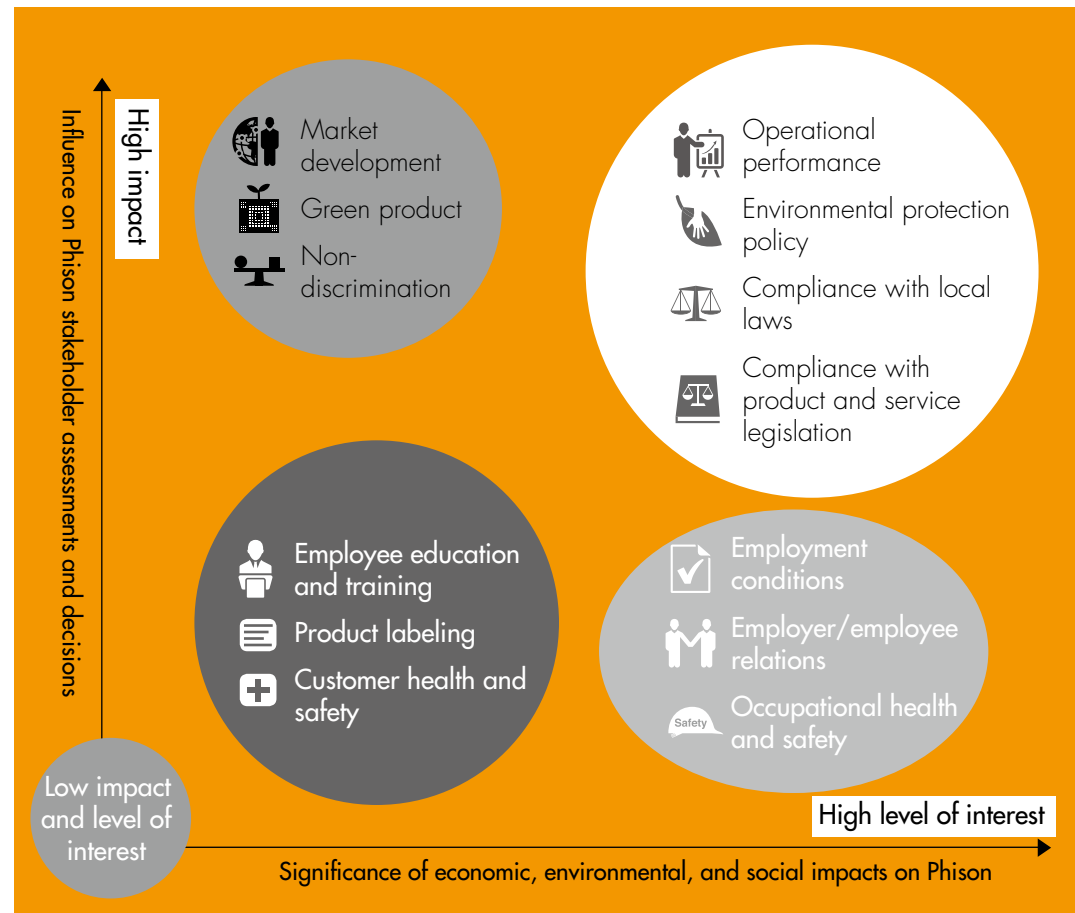 Influence on Phison stakeholder assessments and decisions
High impact
Market
development
Green product
Non-
discrimination
Operational
performance
Environmental protection
policy
Compliance with local
laws
Compliance with
product and service
legislation
Employee education
and training
Product labeling
Customer health and
safety
Employment
conditions
Employer/employee
relations
Safety
Occupational health
and safety
Low impact
and level of
interest
High level of interest
Significance of economic, environmental, and social impacts on Phison